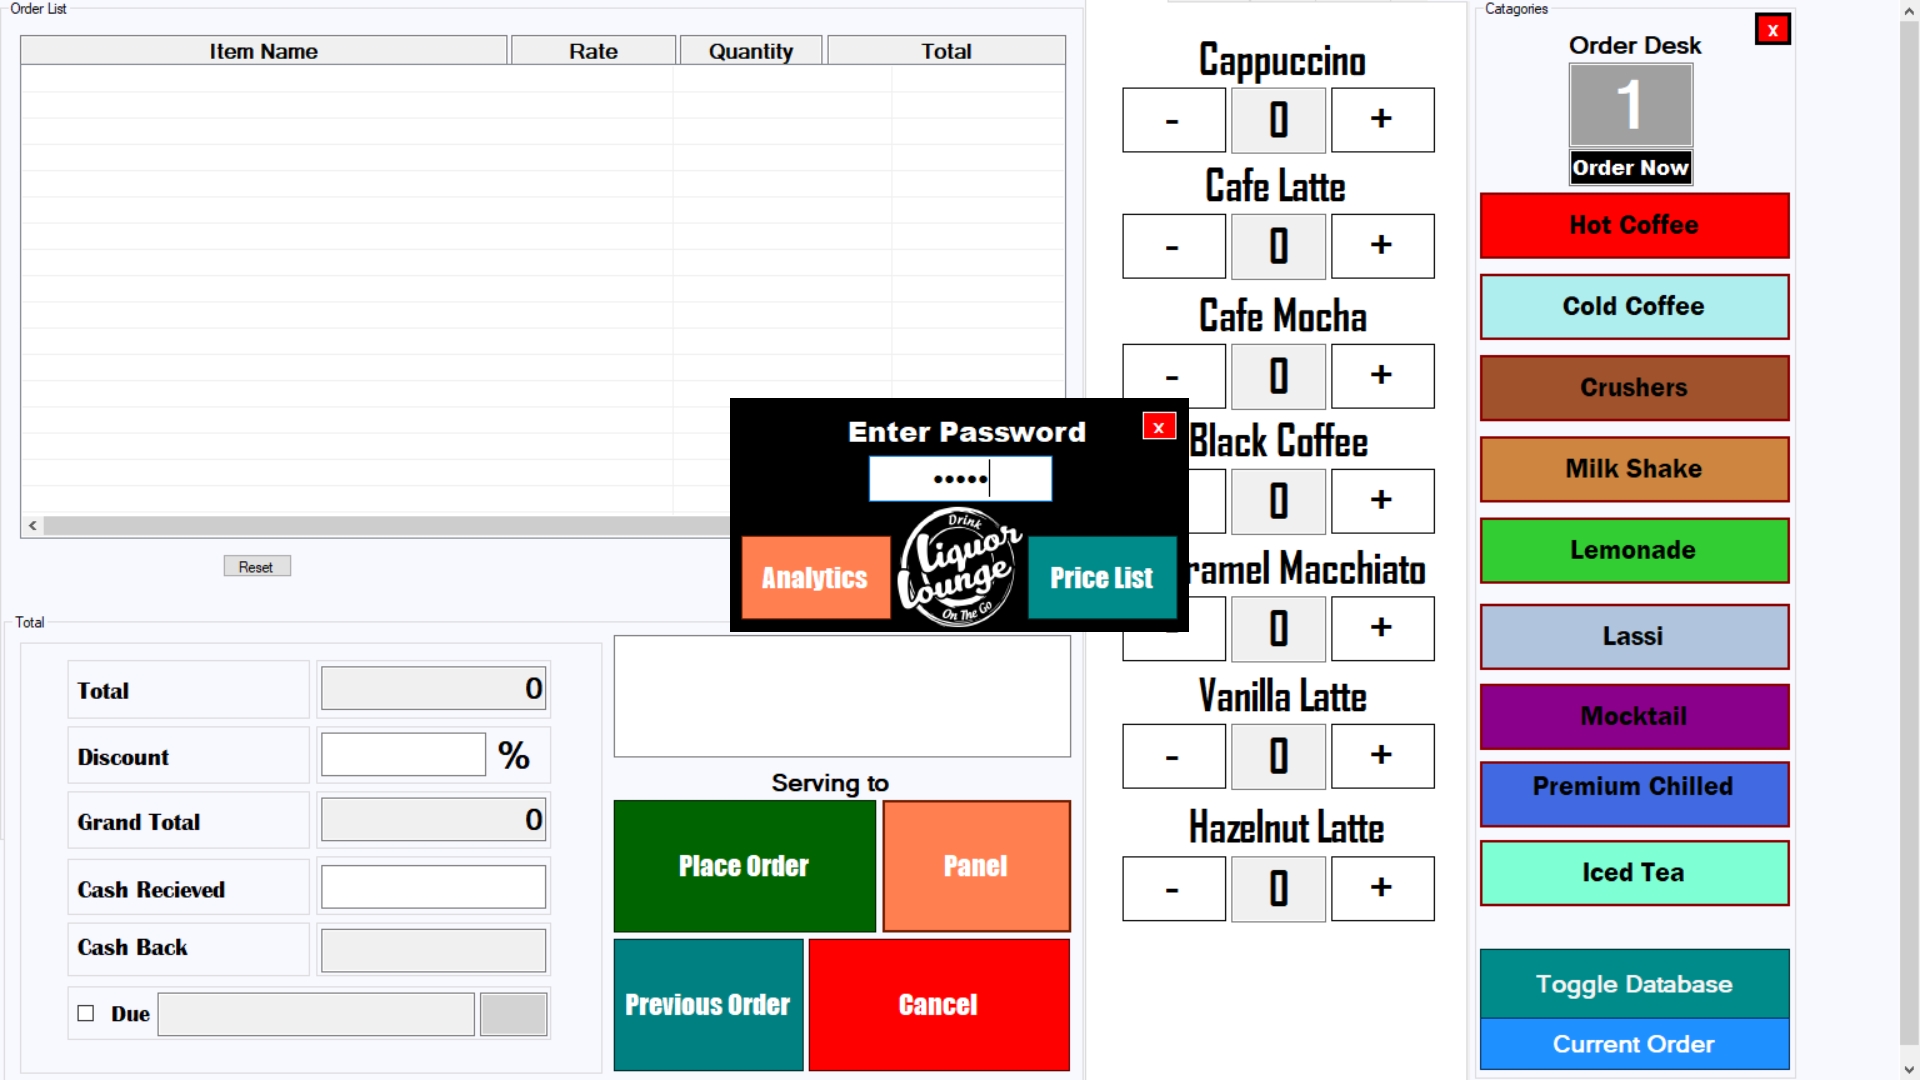 Order List
Item Name Rate Quantity Total
Reset
Total
Total 0
Discount %
Grand Total 0
Cash Recieved
Cash Back
Due
Serving to
Place Order
Panel
Previous Order
Cancel
Enter Password
x
•••••
Analytics
Drink
Liquor
Lounge
On The Go
Price List
Cappuccino
- 0 +
Cafe Latte
- 0 +
Cafe Mocha
- 0 +
Black Coffee
0 +
ramel Macchiato
0 +
Vanilla Latte
- 0 +
Hazelnut Latte
- 0 +
Catagories
x
Order Desk
1
Order Now
Hot Coffee
Cold Coffee
Crushers
Milk Shake
Lemonade
Lassi
Mocktail
Premium Chilled
Iced Tea
Toggle Database
Current Order